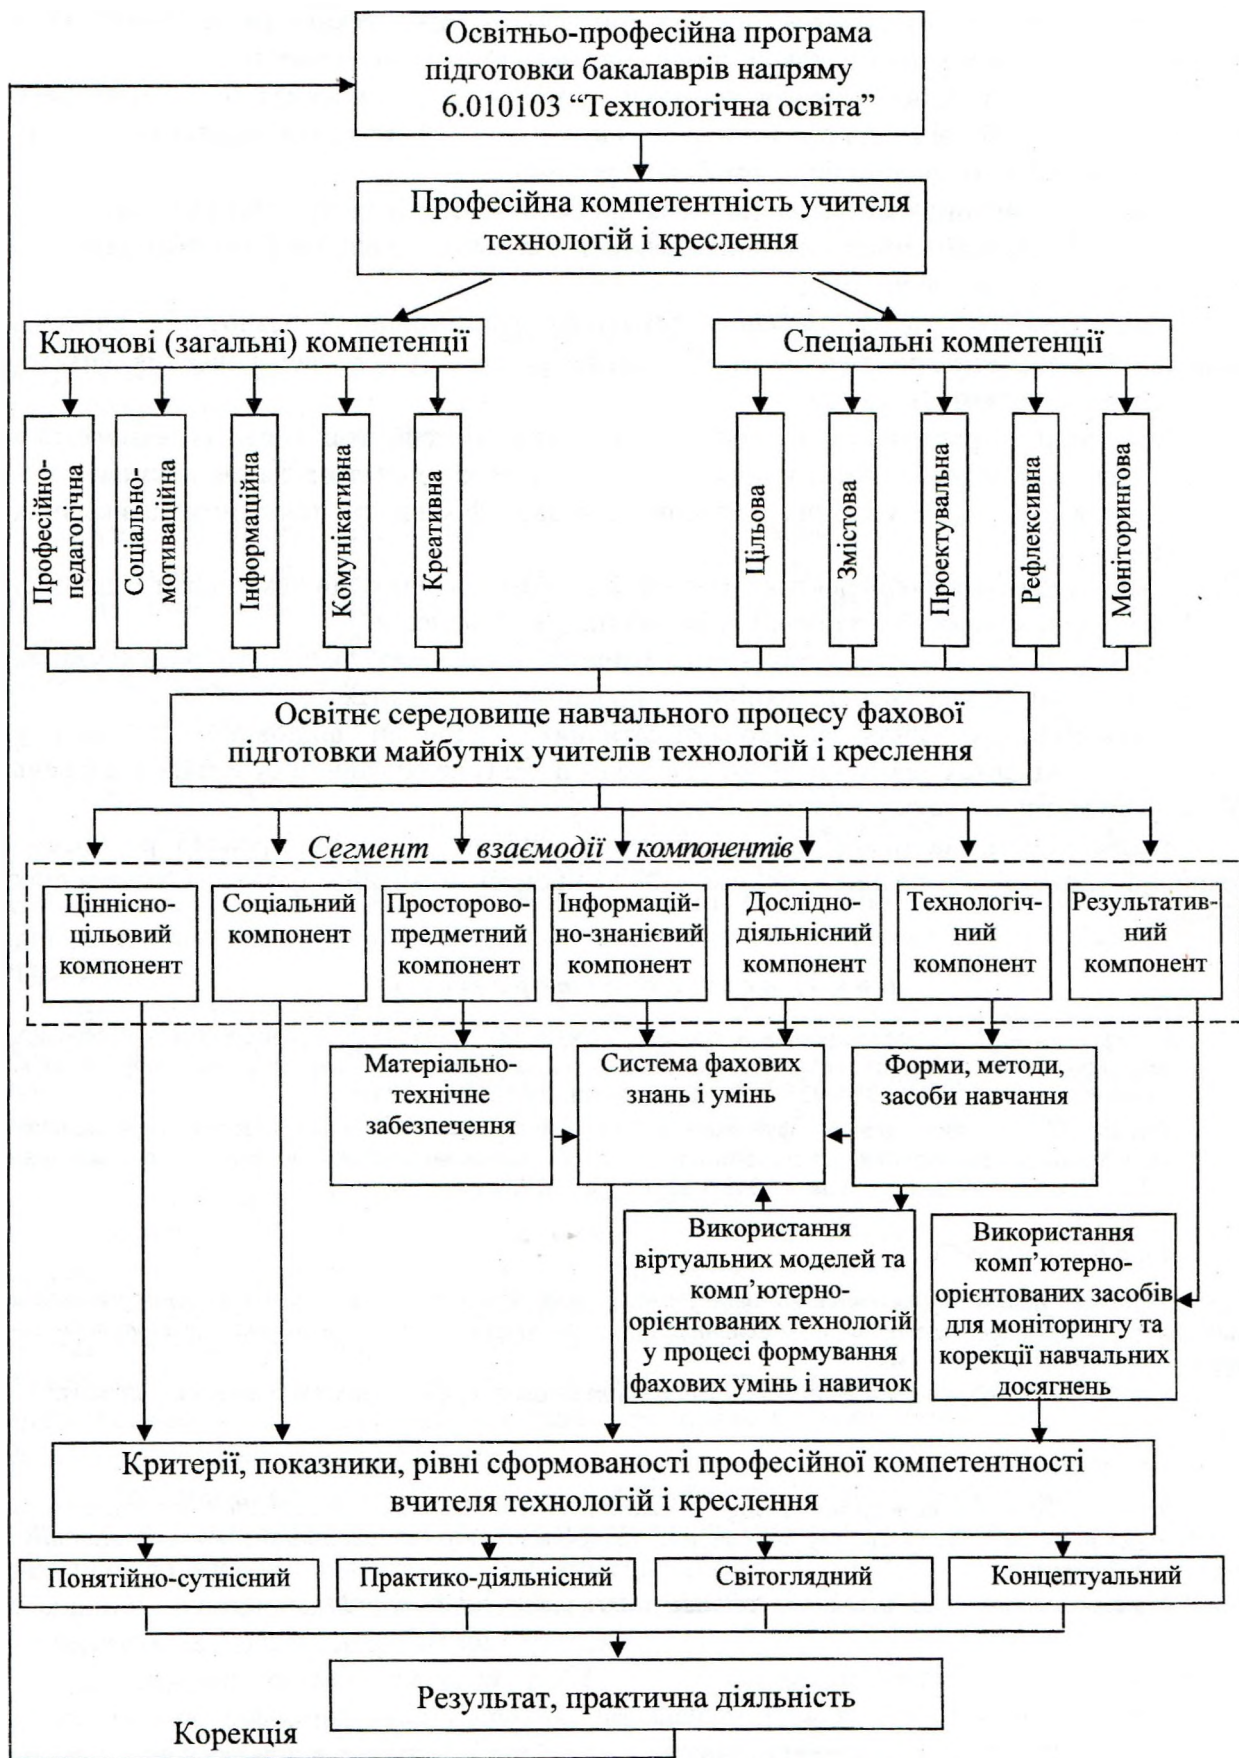 Освітньо-професійна програма
підготовки бакалаврів напряму
6.010103 “Технологічна освіта”
Професійна компетентність учителя
технологій і креслення
Ключові (загальні) компетенції
Спеціальні компетенції
Професійно-
педагогічна
Соціально-
мотиваційна
Інформаційна
Комунікативна
Креативна
Цільова
Змістова
Проектувальна
Рефлексивна
Моніторингова
Освітнє середовище навчального процесу фахової
підготовки майбутніх учителів технологій і креслення
Сегмент взаємодії компонентів
Ціннісно-
цільовий
компонент
Соціальний
компонент
Просторово-
предметний
компонент
Інформацій-
но-знанієвий
компонент
Дослідно-
діяльнісний
компонент
Технологіч-
ний
компонент
Результатив-
ний
компонент
Матеріально-
технічне
забезпечення
Система фахових
знань і умінь
Форми, методи,
засоби навчання
Використання
віртуальних моделей та
комп’ютерно-
орієнтованих технологій
у процесі формування
фахових умінь і навичок
Використання
комп’ютерно-
орієнтованих засобів
для моніторингу та
корекції навчальних
досягнень
Критерії, показники, рівні сформованості професійної компетентності
вчителя технологій і креслення
Понятійно-сутнісний
Практико-діяльнісний
Світоглядний
Концептуальний
Результат, практична діяльність
Корекція